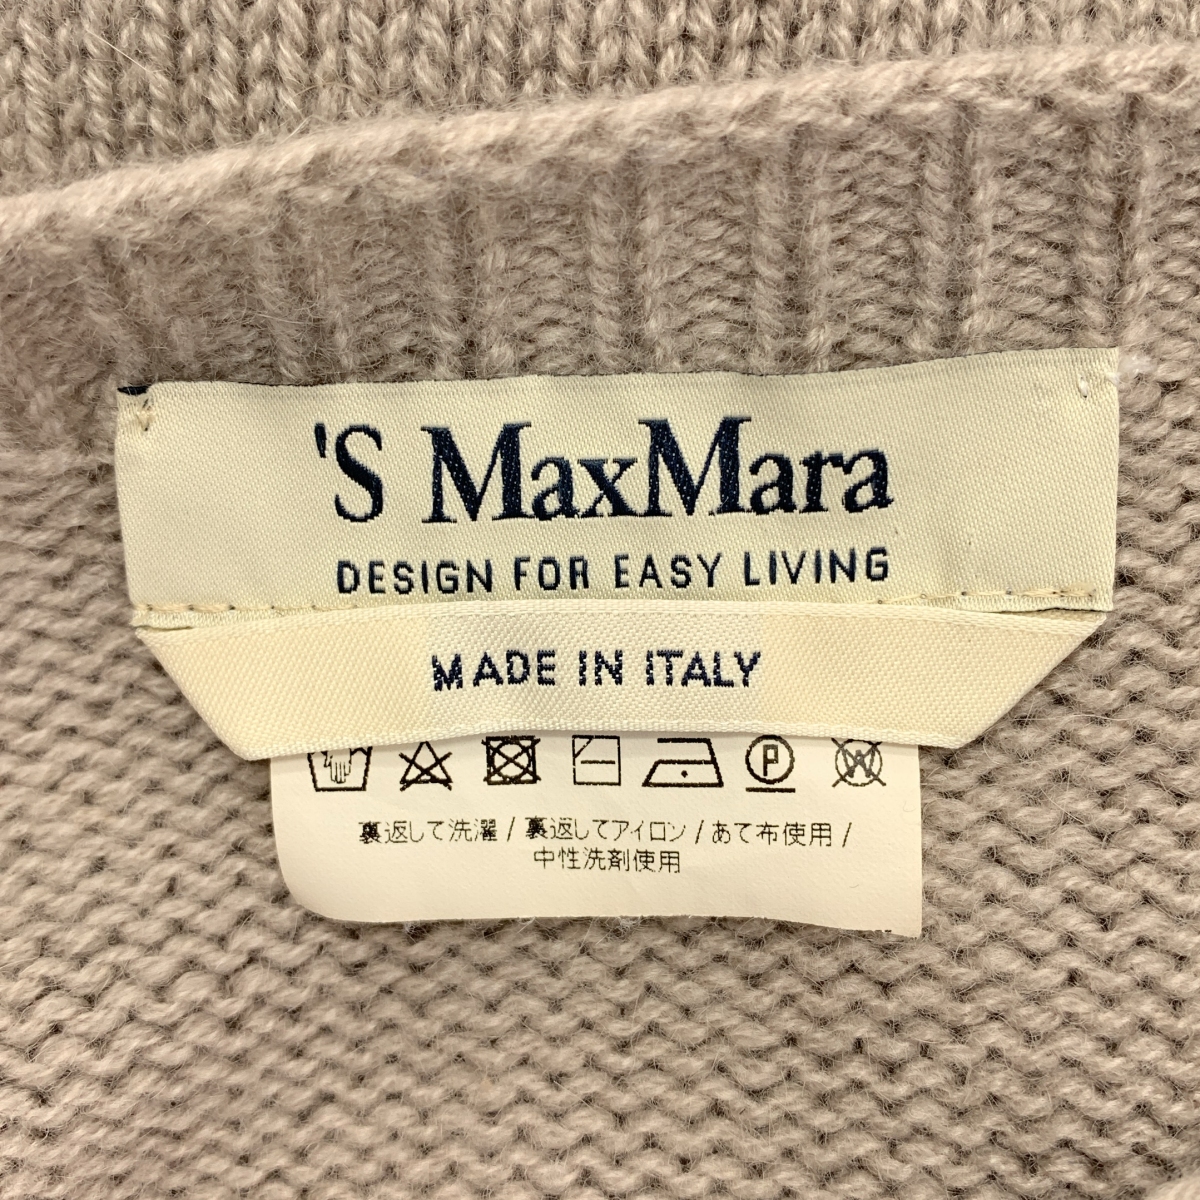 'S MaxMara
DESIGN FOR EASY LIVING
MADE IN ITALY
P W
裏返して洗濯 / 裏返してアイロン / あて布使用 /
中性洗剤使用